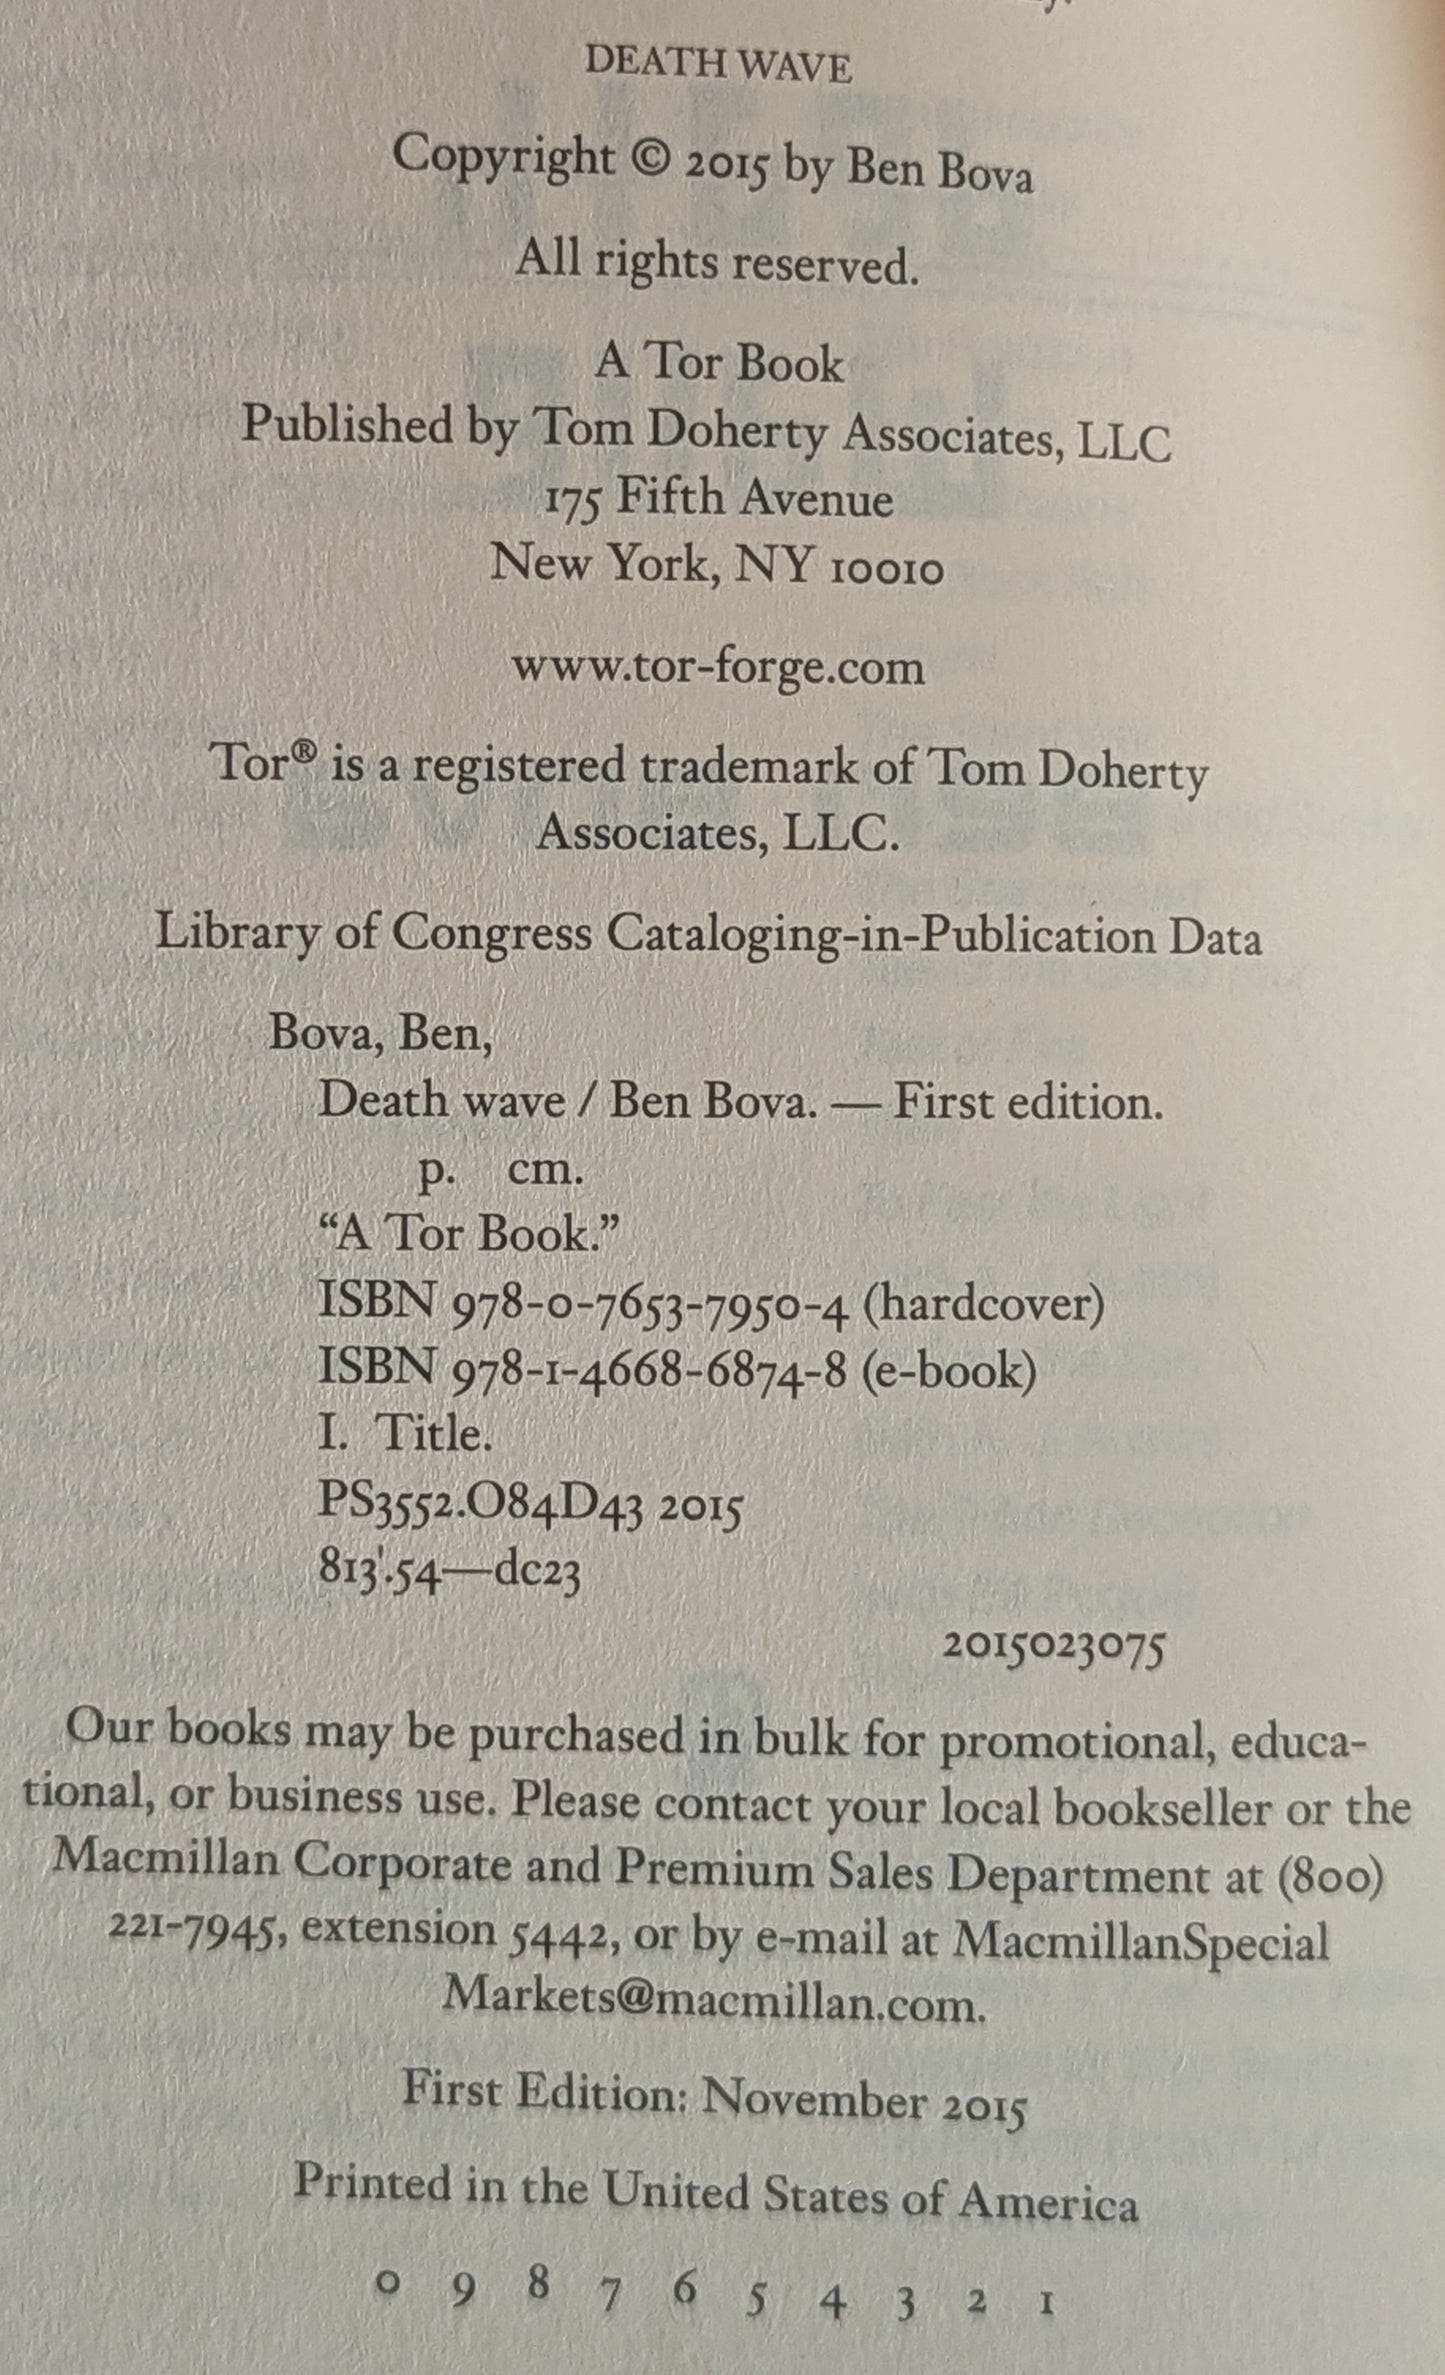 DEATH WAVE
Copyright © 2015 by Ben Bova
All rights reserved.
A Tor Book
Published by Tom Doherty Associates, LLC
175 Fifth Avenue
New York, NY 10010
www.tor-forge.com
Tor® is a registered trademark of Tom Doherty
Associates, LLC.
Library of Congress Cataloging-in-Publication Data
Bova, Ben,
Death wave / Ben Bova. — First edition.
p. cm.
“A Tor Book.”
ISBN 978-0-7653-7950-4 (hardcover)
ISBN 978-1-4668-6874-8 (e-book)
I. Title.
PS3552.O84D43 2015
813'.54—dc23
2015023075
Our books may be purchased in bulk for promotional, educa-
tional, or business use. Please contact your local bookseller or the
Macmillan Corporate and Premium Sales Department at (800)
221-7945, extension 5442, or by e-mail at MacmillanSpecial
Markets@macmillan.com.
First Edition: November 2015
Printed in the United States of America
0 9 8 7 6 5 4 3 2 1